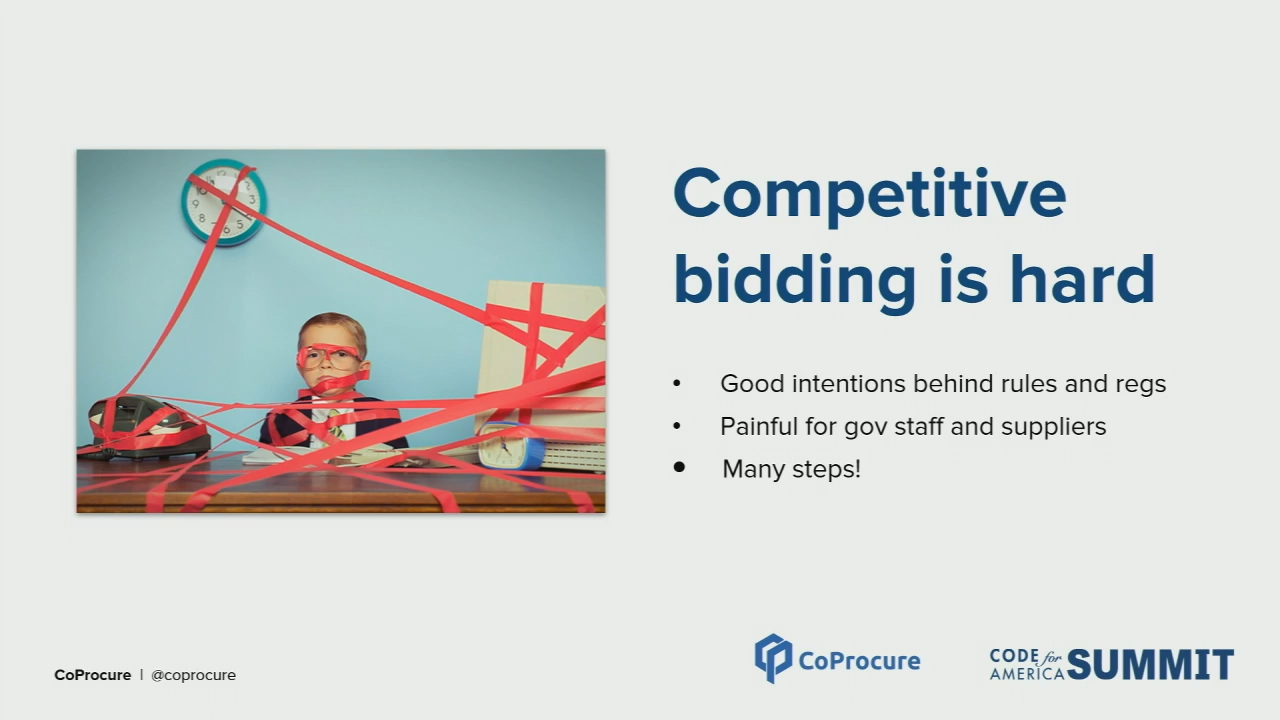 Competitive
bidding is hard
• Good intentions behind rules and regs
• Painful for gov staff and suppliers
• Many steps!
CoProcure | @coprocure
CoProcure
CODE for
AMERICA SUMMIT